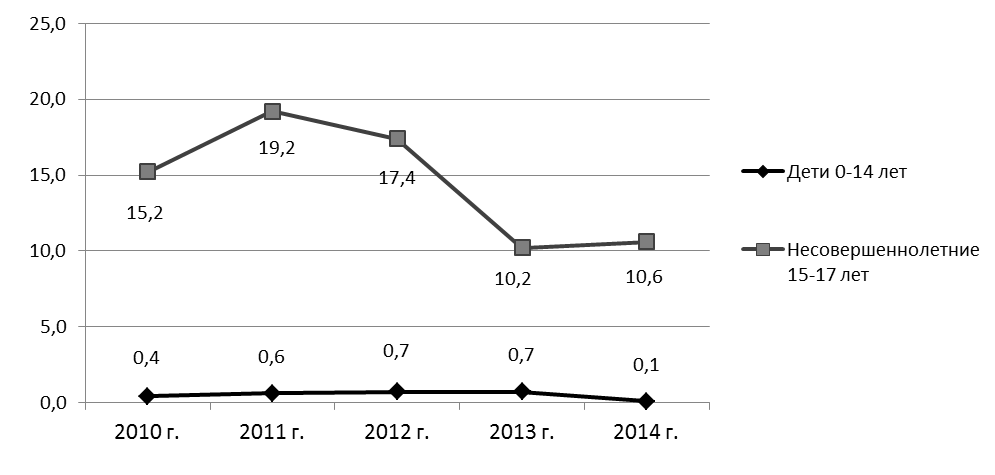 25,0
20,0
15,0
10,0
5,0
0,0
15,2
19,2
17,4
10,2
10,6
0,4
0,6
0,7
0,7
0,1
2010 г.
2011 г.
2012 г.
2013 г.
2014 г.
Дети 0-14 лет
Несовершеннолетние
15-17 лет